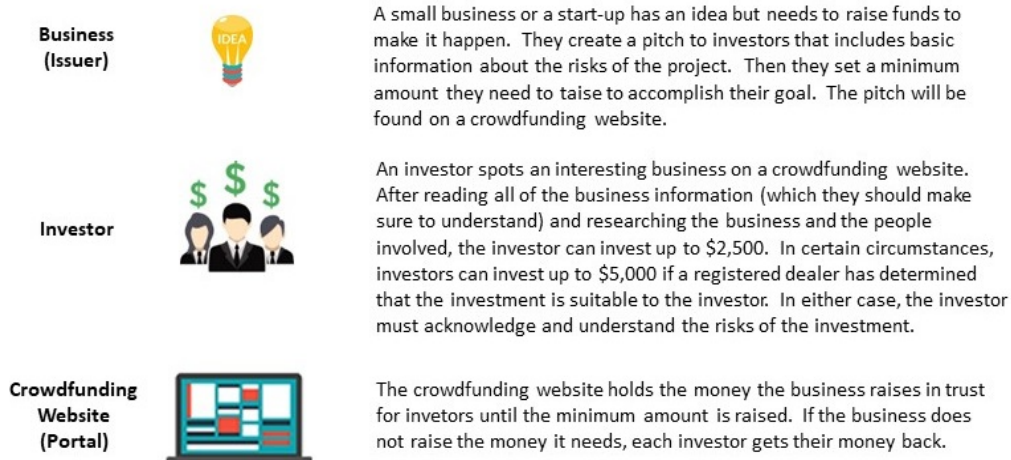 Business
(Issuer)
IDEA
A small business or a start-up has an idea but needs to raise funds to
make it happen. They create a pitch to investors that includes basic
information about the risks of the project. Then they set a minimum
amount they need to taise to accomplish their goal. The pitch will be
found on a crowdfunding website.
Investor
$ $ $
An investor spots an interesting business on a crowdfunding website.
After reading all of the business information (which they should make
sure to understand) and researching the business and the people
involved, the investor can invest up to $2,500. In certain circumstances,
investors can invest up to $5,000 if a registered dealer has determined
that the investment is suitable to the investor. In either case, the investor
must acknowledge and understand the risks of the investment.
Crowdfunding
Website
(Portal)
The crowdfunding website holds the money the business raises in trust
for invetors until the minimum amount is raised. If the business does
not raise the money it needs, each investor gets their money back.